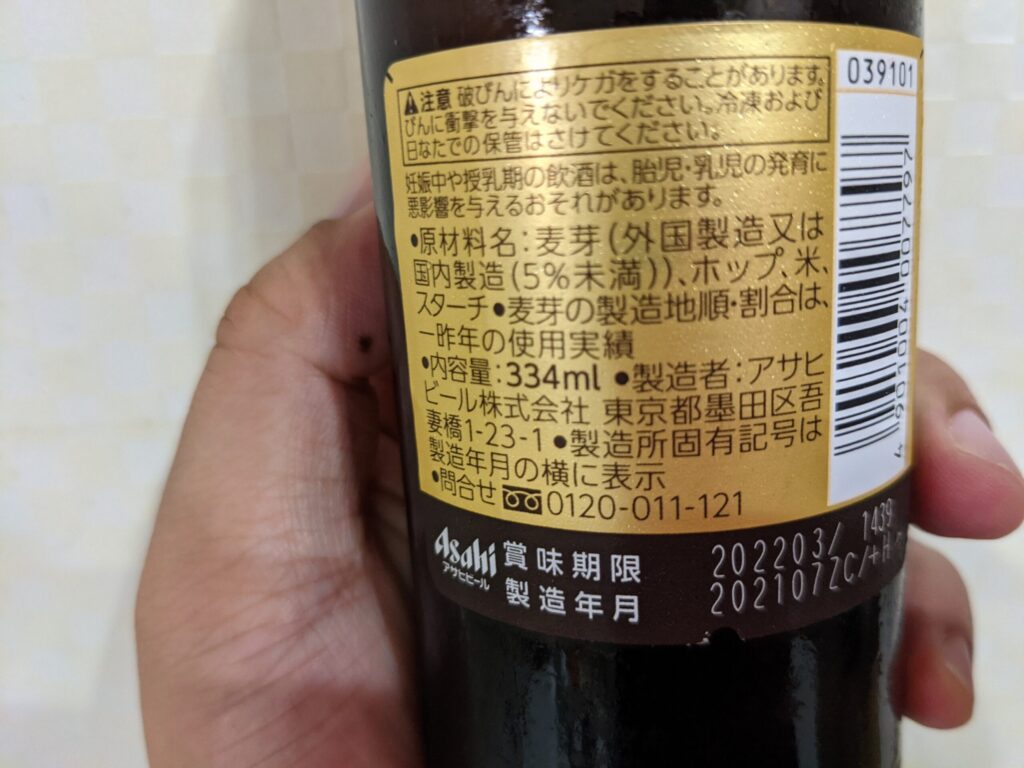 039101
⚠注意 破びんによりケガをすることがあります。
びんに衝撃を与えないでください。冷凍および
日なたでの保管はさけてください。
妊娠中や授乳期の飲酒は、胎児・乳児の発育に
悪影響を与えるおそれがあります。
●原材料名：麦芽（外国製造又は
国内製造（5％未満））、ホップ、米、
スターチ●麦芽の製造地順・割合は、
一昨年の使用実績
●内容量：334ml ●製造者：アサヒ
ビール株式会社 東京都墨田区吾
妻橋1-23-1●製造所固有記号は
製造年月の横に表示
●問合せ 0120-011-121
4 901004 007797
Asahi
アサヒビール
賞味期限 202203/ 1439
製造年月 202107ZC/+H